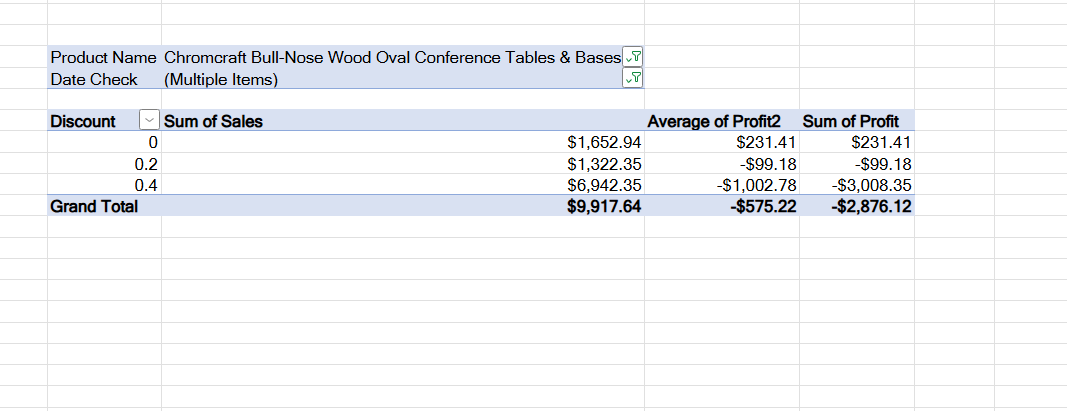 Product Name Chromcraft Bull-Nose Wood Oval Conference Tables & Bases
Date Check (Multiple Items)
Discount Sum of Sales Average of Profit2 Sum of Profit
0 $1,652.94 $231.41 $231.41
0.2 $1,322.35 -$99.18 -$99.18
0.4 $6,942.35 -$1,002.78 -$3,008.35
Grand Total $9,917.64 -$575.22 -$2,876.12